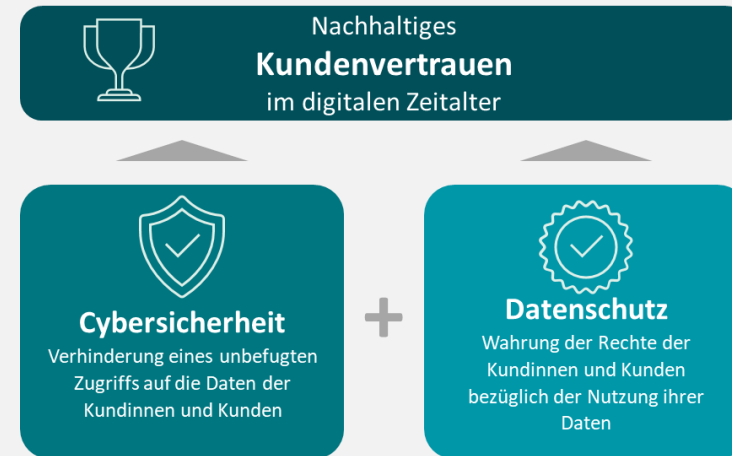 Nachhaltiges
Kundenvertrauen
im digitalen Zeitalter
Cybersicherheit
Verhinderung eines unbefugten
Zugriffs auf die Daten der
Kundinnen und Kunden
+
Datenschutz
Wahrung der Rechte der
Kundinnen und Kunden
bezüglich der Nutzung ihrer
Daten